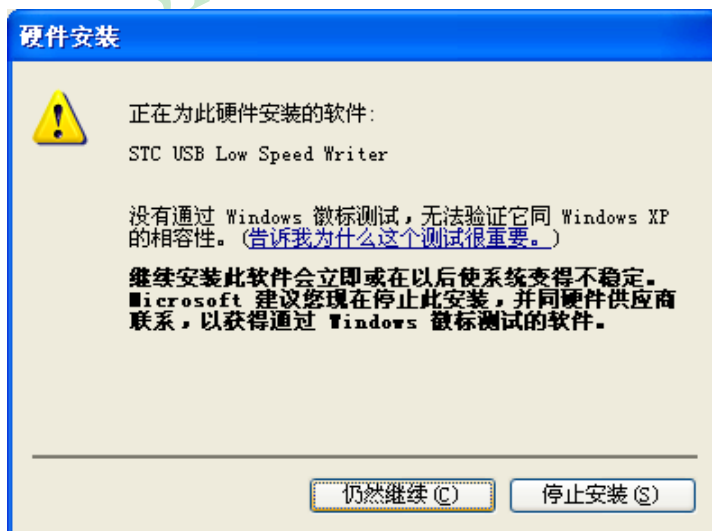 硬件安装
正在为此硬件安装的软件:
STC USB Low Speed Writer
没有通过 Windows 徽标测试，无法验证它同 Windows XP
的相容性。(告诉我为什么这个测试很重要。)
继续安装此软件会立即或在以后使系统变得不稳定。
Microsoft 建议您现在停止此安装，并同硬件供应商
联系，以获得通过 Windows 徽标测试的软件。
仍然继续(C)
停止安装(S)